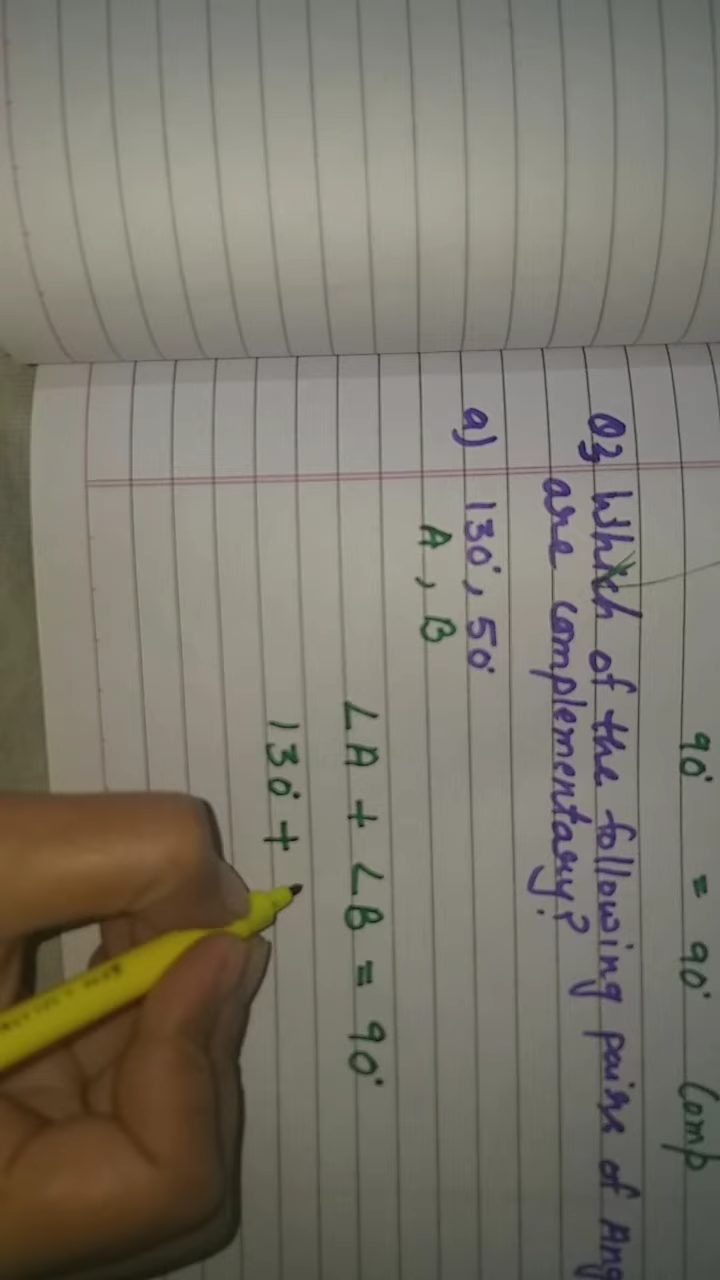 90° = 90° Comp
Q3 Which of the following pairs of Ang
are complementary?
a) 130°, 50°
A, B
∠A + ∠B = 90°
130° +